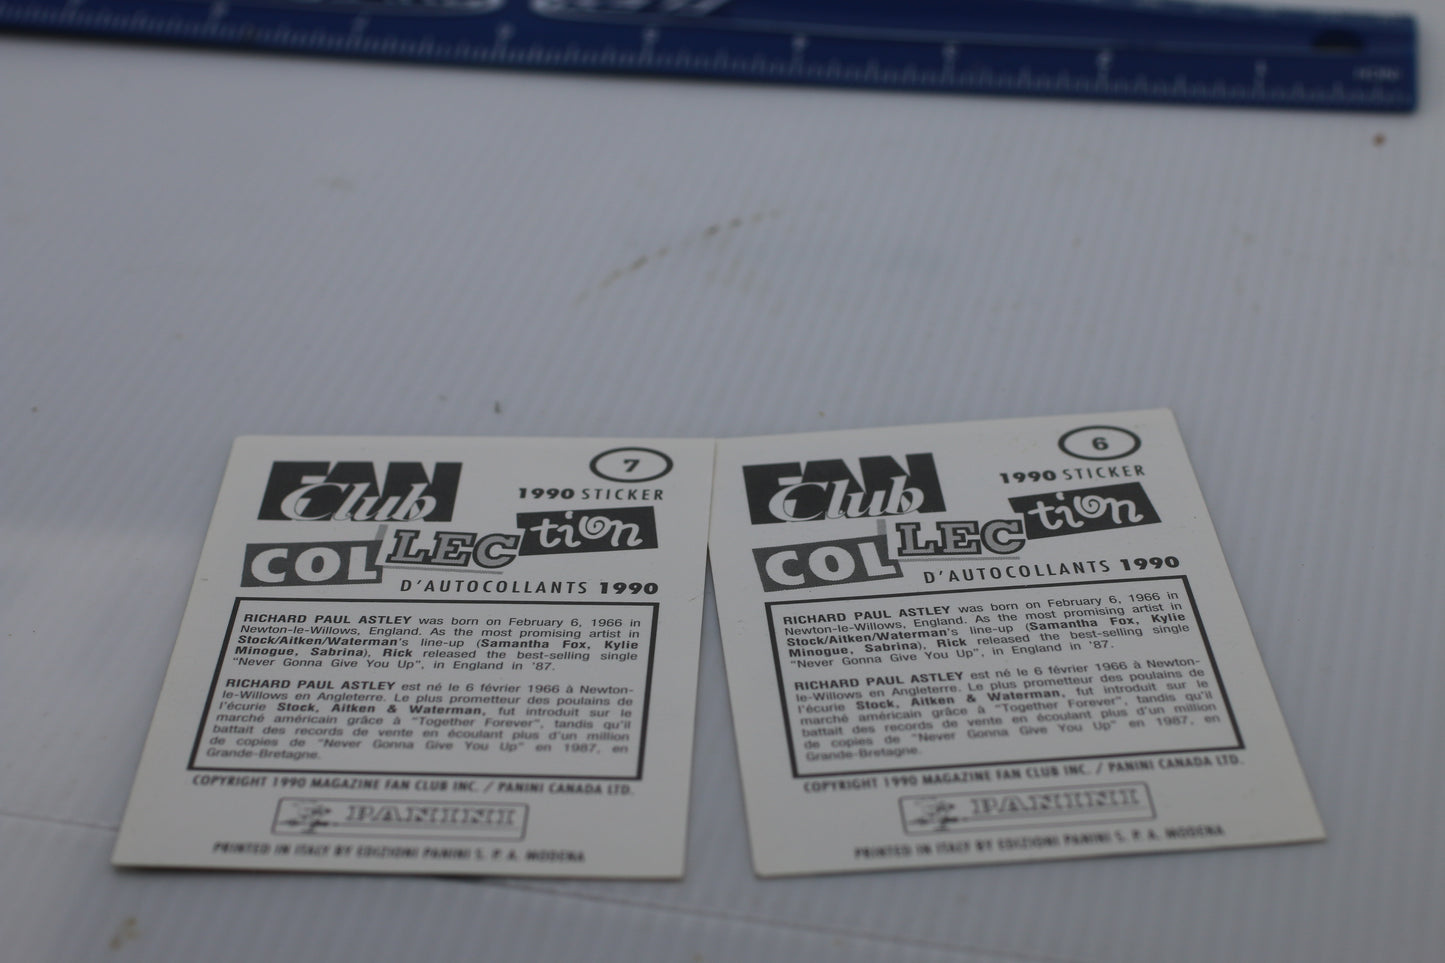 7
1990 STICKER
FAN
Club
COLLECtion
D'AUTOCOLLANTS 1990
RICHARD PAUL ASTLEY was born on February 6, 1966 in
Newton-le-Willows, England. As the most promising artist in
Stock/Aitken/Waterman's line-up (Samantha Fox, Kylie
Minogue, Sabrina), Rick released the best-selling single
"Never Gonna Give You Up", in England in '87.
RICHARD PAUL ASTLEY est né le 6 février 1966 à Newton-
le-Willows en Angleterre. Le plus prometteur des poulains de
l'écurie Stock, Aitken & Waterman, fut introduit sur le
marché américain grâce à "Together Forever", tandis qu'il
battait des records de vente en écoulant plus d'un million
de copies de "Never Gonna Give You Up" en 1987, en
Grande-Bretagne.
COPYRIGHT 1990 MAGAZINE FAN CLUB INC. / PANINI CANADA LTD.
PANINI
PRINTED IN ITALY BY EDIZIONI PANINI S. P. A. MODENA
6
1990 STICKER
FAN
Club
COLLECtion
D'AUTOCOLLANTS 1990
RICHARD PAUL ASTLEY was born on February 6, 1966 in
Newton-le-Willows, England. As the most promising artist in
Stock/Aitken/Waterman's line-up (Samantha Fox, Kylie
Minogue, Sabrina), Rick released the best-selling single
"Never Gonna Give You Up", in England in '87.
RICHARD PAUL ASTLEY est né le 6 février 1966 à Newton-
le-Willows en Angleterre. Le plus prometteur des poulains de
l'écurie Stock, Aitken & Waterman, fut introduit sur le
marché américain grâce à "Together Forever", tandis qu'il
battait des records de vente en écoulant plus d'un million
de copies de "Never Gonna Give You Up" en 1987, en
Grande-Bretagne.
COPYRIGHT 1990 MAGAZINE FAN CLUB INC. / PANINI CANADA LTD.
PANINI
PRINTED IN ITALY BY EDIZIONI PANINI S. P. A. MODENA